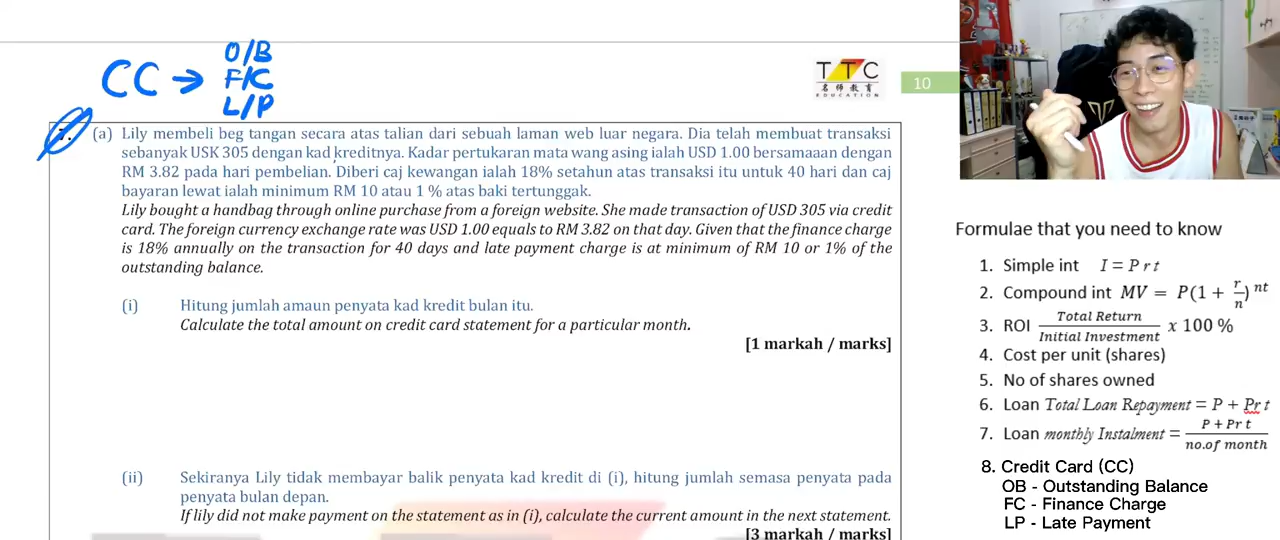 CC → O/B
F/C
L/P
TTC
名师教育
EDUCATION
10
1. (a) Lily membeli beg tangan secara atas talian dari sebuah laman web luar negara. Dia telah membuat transaksi
sebanyak USK 305 dengan kad kreditnya. Kadar pertukaran mata wang asing ialah USD 1.00 bersamaaan dengan
RM 3.82 pada hari pembelian. Diberi caj kewangan ialah 18% setahun atas transaksi itu untuk 40 hari dan caj
bayaran lewat ialah minimum RM 10 atau 1 % atas baki tertunggak.
Lily bought a handbag through online purchase from a foreign website. She made transaction of USD 305 via credit
card. The foreign currency exchange rate was USD 1.00 equals to RM 3.82 on that day. Given that the finance charge
is 18% annually on the transaction for 40 days and late payment charge is at minimum of RM 10 or 1% of the
outstanding balance.
(i) Hitung jumlah amaun penyata kad kredit bulan itu.
Calculate the total amount on credit card statement for a particular month.
[1 markah / marks]
(ii) Sekiranya Lily tidak membayar balik penyata kad kredit di (i), hitung jumlah semasa penyata pada
penyata bulan depan.
If lily did not make payment on the statement as in (i), calculate the current amount in the next statement.
[3 markah / marks]
Formulae that you need to know
1. Simple int I = P r t
2. Compound int MV = P(1 + r/n)^nt
3. ROI Total Return / Initial Investment x 100 %
4. Cost per unit (shares)
5. No of shares owned
6. Loan Total Loan Repayment = P + Pr t
7. Loan monthly Instalment = P + Pr t / no.of month
8. Credit Card (CC)
OB - Outstanding Balance
FC - Finance Charge
LP - Late Payment